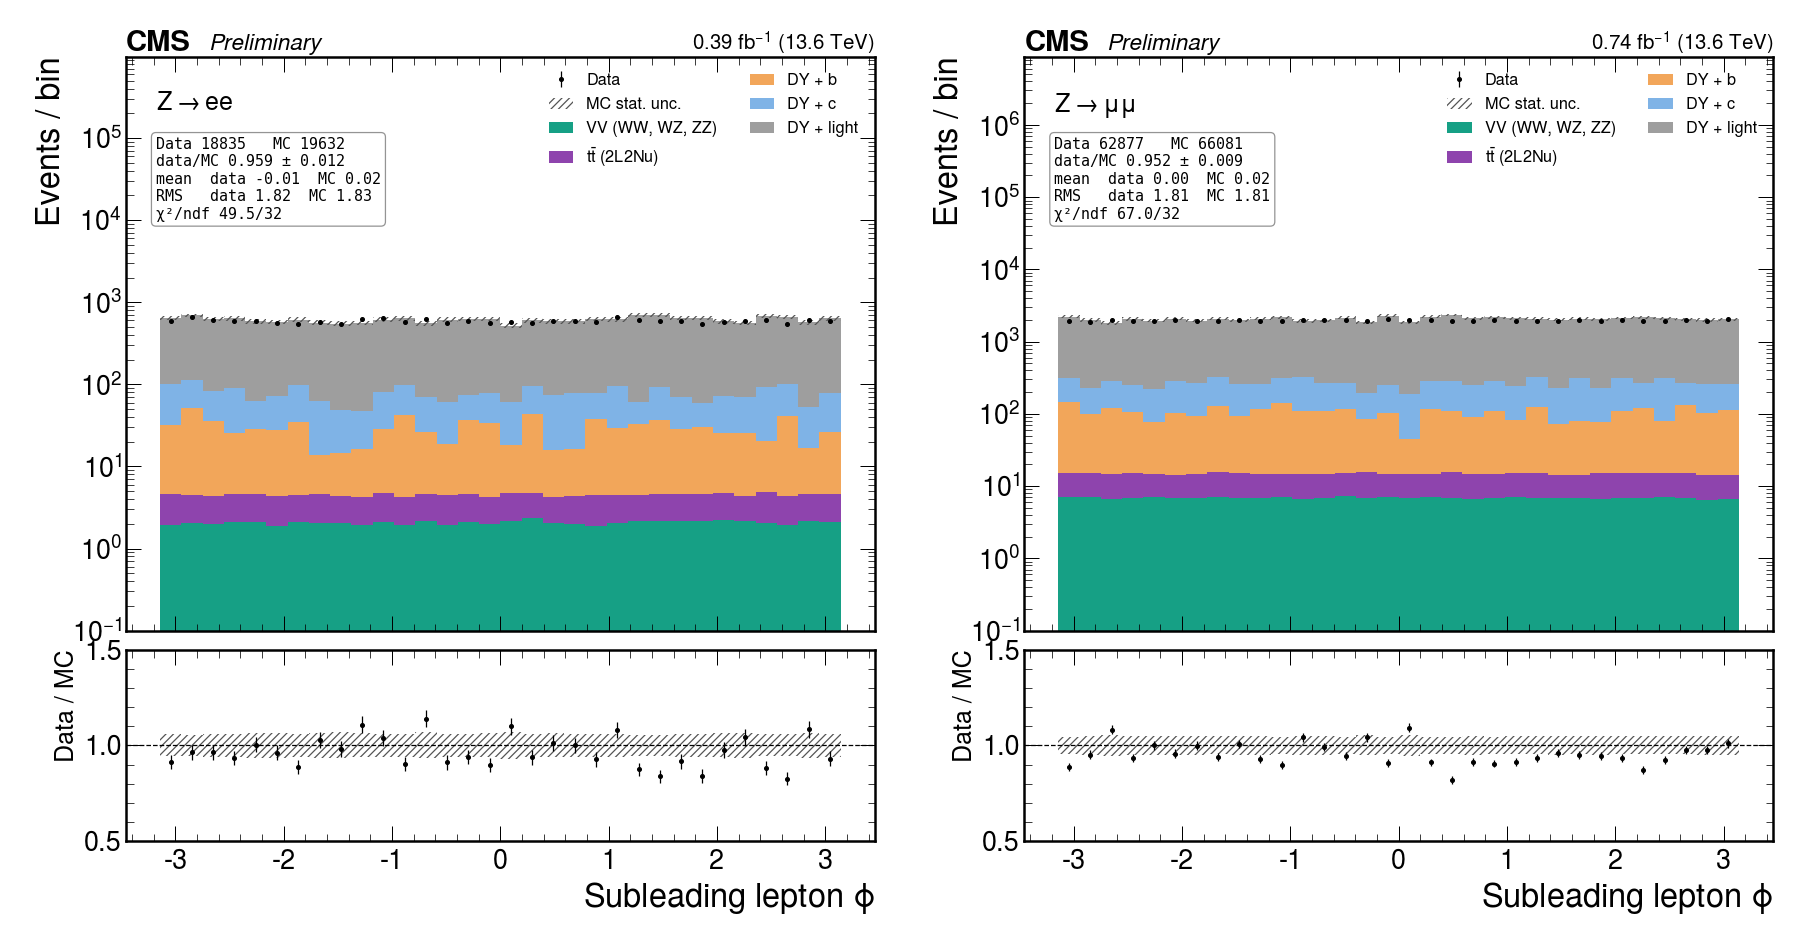 CMS Preliminary 0.39 fb⁻¹ (13.6 TeV)
Events / bin
Z → ee
Data 18835 MC 19632
data/MC 0.959 ± 0.012
mean data -0.01 MC 0.02
RMS data 1.82 MC 1.83
χ²/ndf 49.5/32
Data
MC stat. unc.
VV (WW, WZ, ZZ)
tt̄ (2L2Nu)
DY + b
DY + c
DY + light
10⁵
10⁴
10³
10²
10¹
10⁰
10⁻¹
Data / MC
1.5
1.0
0.5
-3 -2 -1 0 1 2 3
Subleading lepton ϕ
CMS Preliminary 0.74 fb⁻¹ (13.6 TeV)
Events / bin
Z → μμ
Data 62877 MC 66081
data/MC 0.952 ± 0.009
mean data 0.00 MC 0.02
RMS data 1.81 MC 1.81
χ²/ndf 67.0/32
Data
MC stat. unc.
VV (WW, WZ, ZZ)
tt̄ (2L2Nu)
DY + b
DY + c
DY + light
10⁶
10⁵
10⁴
10³
10²
10¹
10⁰
10⁻¹
Data / MC
1.5
1.0
0.5
-3 -2 -1 0 1 2 3
Subleading lepton ϕ